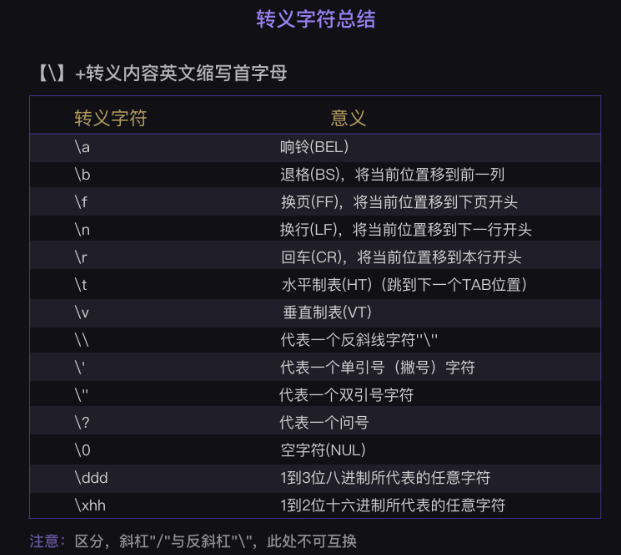 转义字符总结
【\】+转义内容英文缩写首字母
转义字符 意义
\a 响铃(BEL)
\b 退格(BS)，将当前位置移到前一列
\f 换页(FF)，将当前位置移到下页开头
\n 换行(LF)，将当前位置移到下一行开头
\r 回车(CR)，将当前位置移到本行开头
\t 水平制表(HT)（跳到下一个TAB位置）
\v 垂直制表(VT)
\\ 代表一个反斜线字符"\"
\' 代表一个单引号（撇号）字符
\" 代表一个双引号字符
\? 代表一个问号
\0 空字符(NUL)
\ddd 1到3位八进制所代表的任意字符
\xhh 1到2位十六进制所代表的任意字符
注意：区分，斜杠"/"与反斜杠"\"，此处不可互换